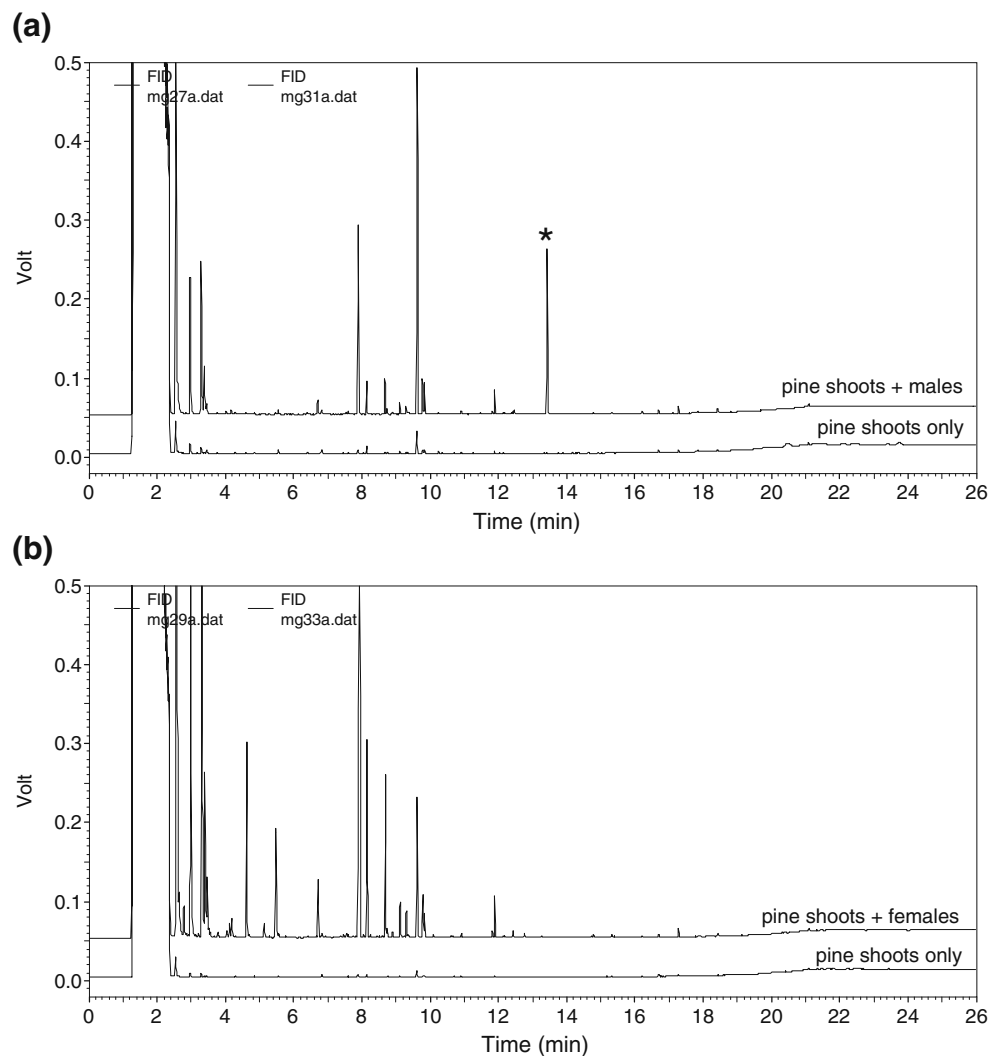 (a)
0.5
FID
FID
mg27a.dat
mg31a.dat
0.4
0.3
*
Volt
0.2
0.1
pine shoots + males
pine shoots only
0.0
0 2 4 6 8 10 12 14 16 18 20 22 24 26
Time (min)
(b)
0.5
FID
FID
mg29a.dat
mg33a.dat
0.4
0.3
Volt
0.2
0.1
pine shoots + females
pine shoots only
0.0
0 2 4 6 8 10 12 14 16 18 20 22 24 26
Time (min)